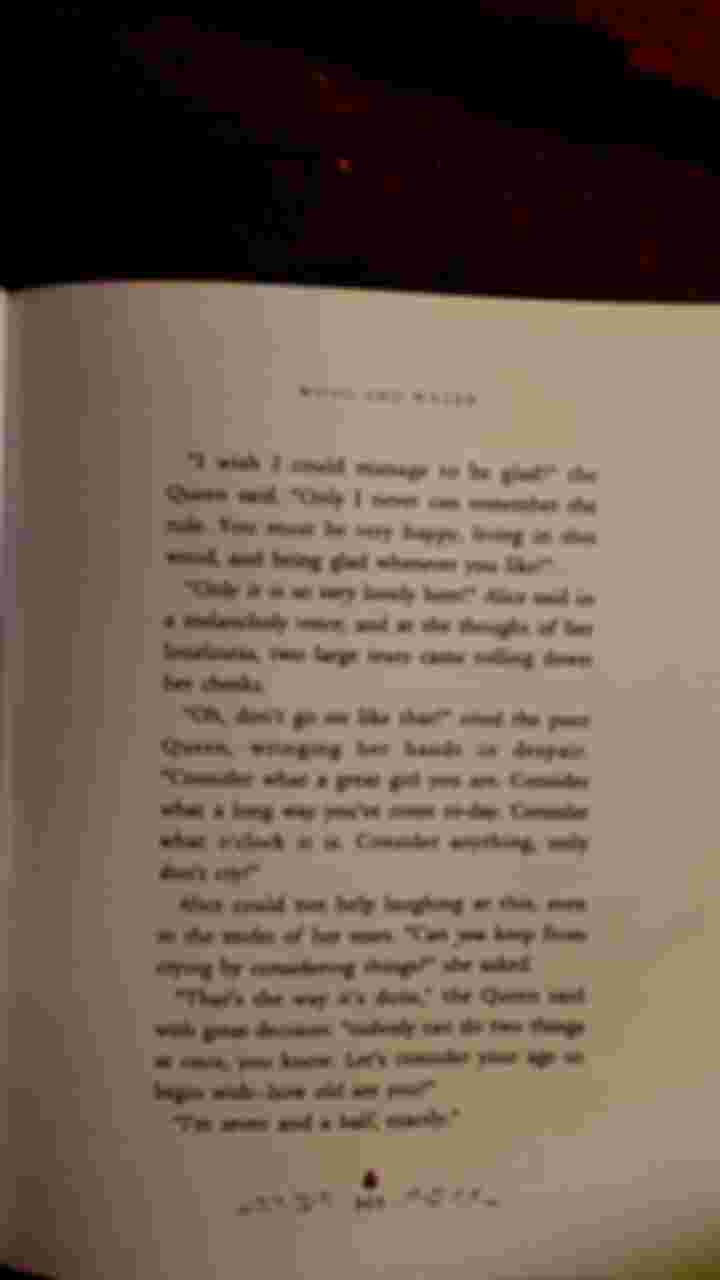 WOOL AND WATER
"I wish I could manage to be glad!" the
Queen said. "Only I never can remember the
rule. You must be very happy, living in this
wood, and being glad whenever you like!"
"Only it is so very lonely here!" Alice said in
a melancholy voice; and at the thought of her
loneliness, two large tears came rolling down
her cheeks.
"Oh, don't go on like that!" cried the poor
Queen, wringing her hands in despair.
"Consider what a great girl you are. Consider
what a long way you've come to-day. Consider
what o'clock it is. Consider anything, only
don't cry!"
Alice could not help laughing at this, even
in the midst of her tears. "Can you keep from
crying by considering things?" she asked.
"That's the way it's done," the Queen said
with great decision: "nobody can do two things
at once, you know. Let's consider your age to
begin with—how old are you?"
"I'm seven and a half, exactly."